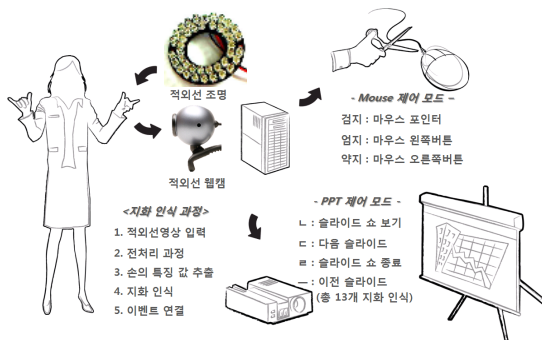 적외선 조명
적외선 웹캠
- Mouse 제어 모드 -
검지 : 마우스 포인터
엄지 : 마우스 왼쪽버튼
약지 : 마우스 오른쪽버튼
<지화 인식 과정>
1. 적외선영상 입력
2. 전처리 과정
3. 손의 특징 값 추출
4. 지화 인식
5. 이벤트 연결
- PPT 제어 모드 -
ㄴ : 슬라이드 쇼 보기
ㄷ : 다음 슬라이드
ㄹ : 슬라이드 쇼 종료
ㅡ : 이전 슬라이드
(총 13개 지화 인식)